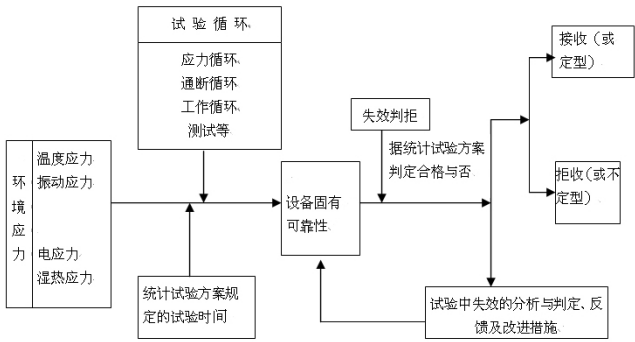 试 验 循 环
应力循环
通断循环
工作循环
测试等
接收（或
定型）
失效判拒
据统计试验方案
判定合格与否
环
境
应
力
温度应力
振动应力
电应力
湿热应力
设备固有
可靠性
拒收(或不
定型）
统计试验方案规
定的试验时间
试验中失效的分析与判定、反
馈及改进措施